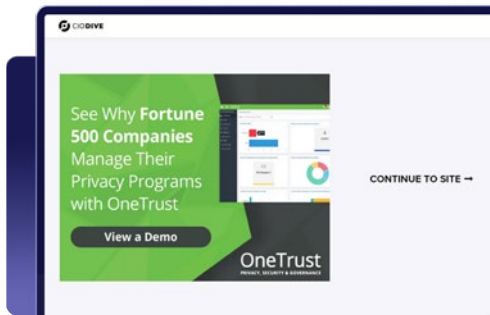 CIODIVE
See Why Fortune
500 Companies
Manage Their
Privacy Programs
with OneTrust
View a Demo
OneTrust
PRIVACY, SECURITY & GOVERNANCE
CONTINUE TO SITE →